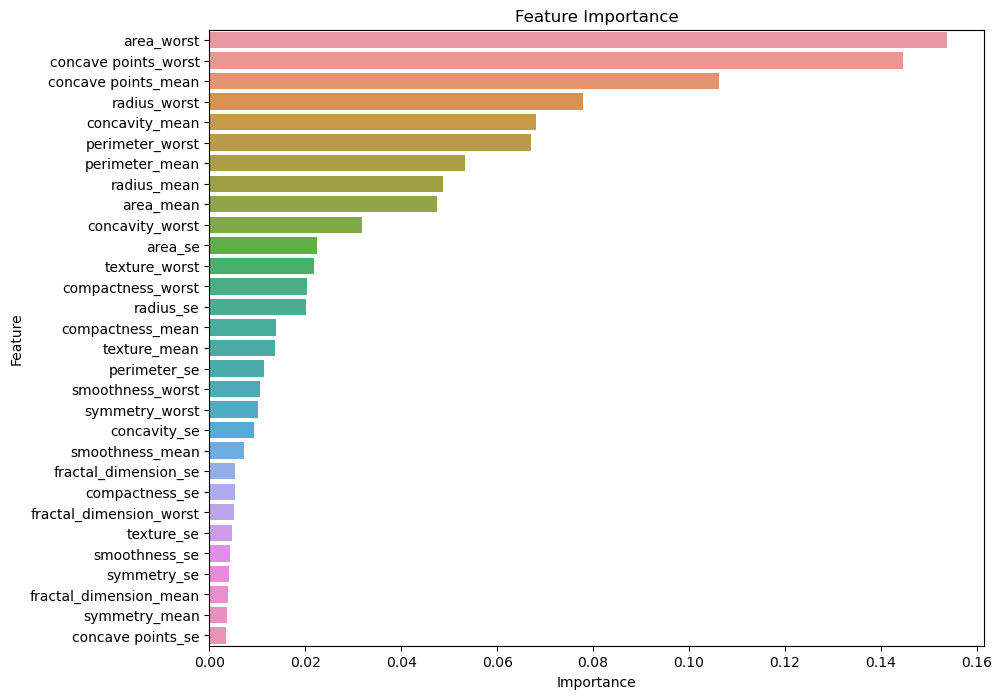 Feature Importance
area_worst
concave points_worst
concave points_mean
radius_worst
concavity_mean
perimeter_worst
perimeter_mean
radius_mean
area_mean
concavity_worst
area_se
texture_worst
compactness_worst
radius_se
compactness_mean
texture_mean
perimeter_se
smoothness_worst
symmetry_worst
concavity_se
smoothness_mean
fractal_dimension_se
compactness_se
fractal_dimension_worst
texture_se
smoothness_se
symmetry_se
fractal_dimension_mean
symmetry_mean
concave points_se
Feature
0.00 0.02 0.04 0.06 0.08 0.10 0.12 0.14 0.16
Importance